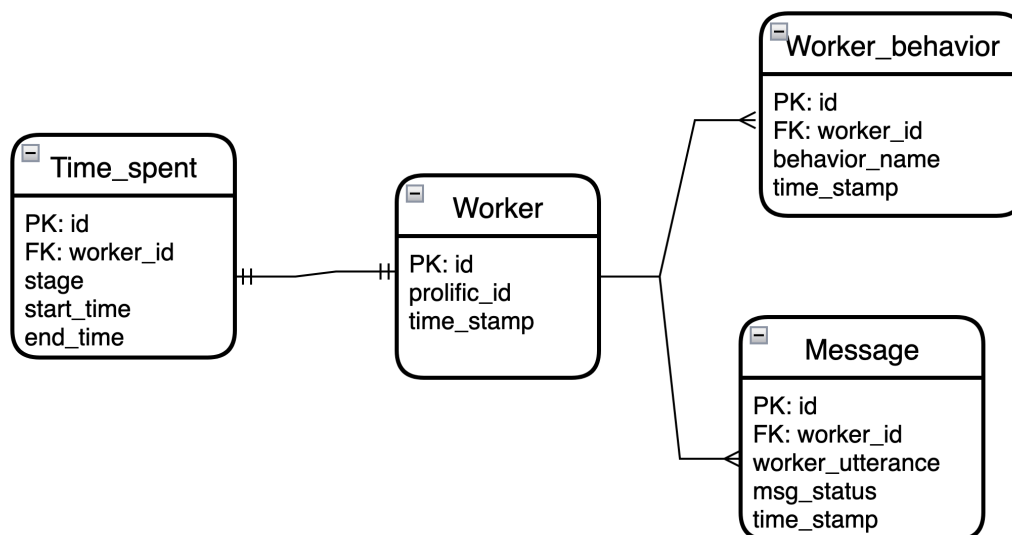 Time_spent
PK: id
FK: worker_id
stage
start_time
end_time
Worker
PK: id
prolific_id
time_stamp
Worker_behavior
PK: id
FK: worker_id
behavior_name
time_stamp
Message
PK: id
FK: worker_id
worker_utterance
msg_status
time_stamp